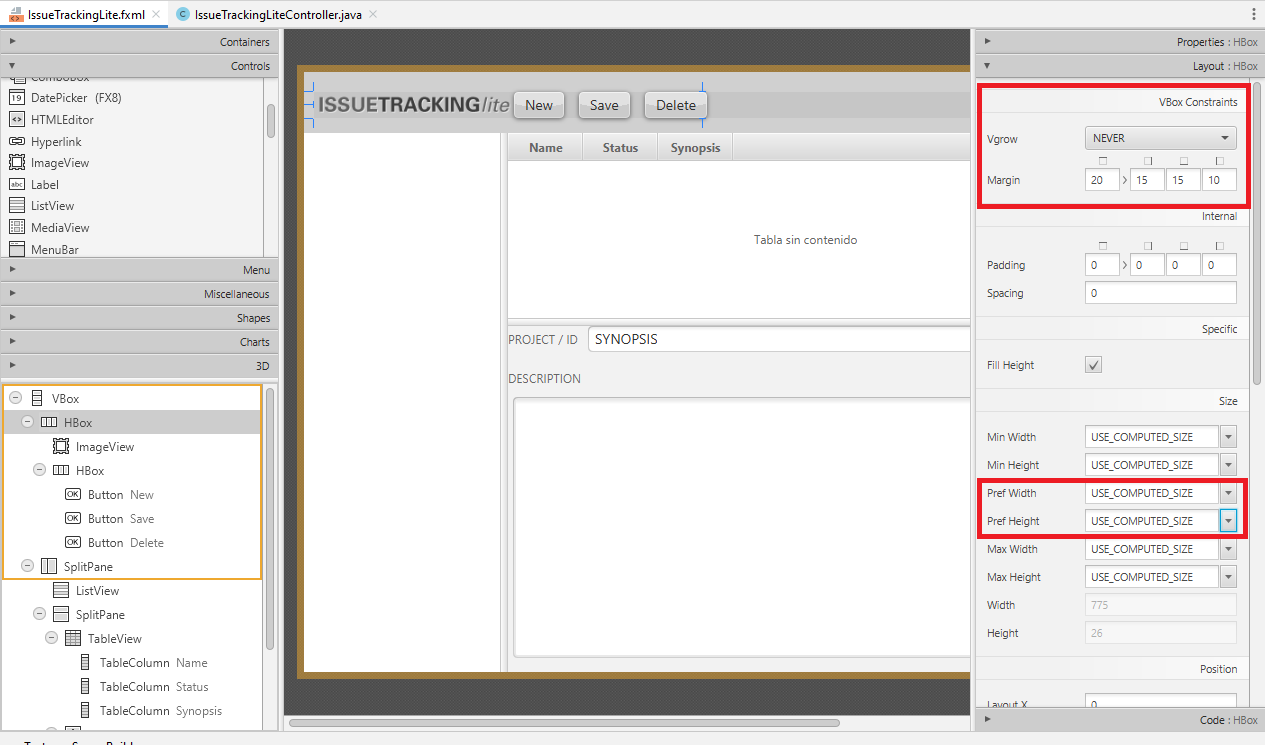 IssueTrackingLite.fxml
IssueTrackingLiteController.java
Containers
Controls
ComboBox
DatePicker (FX8)
HTMLEditor
Hyperlink
ImageView
Label
ListView
MediaView
MenuBar
Menu
Miscellaneous
Shapes
Charts
3D
VBox
HBox
ImageView
HBox
Button New
Button Save
Button Delete
SplitPane
ListView
SplitPane
TableView
TableColumn Name
TableColumn Status
TableColumn Synopsis
ISSUETRACKINGlite
New
Save
Delete
Name
Status
Synopsis
Tabla sin contenido
PROJECT / ID
SYNOPSIS
DESCRIPTION
Properties : HBox
Layout : HBox
VBox Constraints
Vgrow
NEVER
Margin
20
15
15
10
Internal
Padding
0
0
0
0
Spacing
0
Specific
Fill Height
Size
Min Width
USE_COMPUTED_SIZE
Min Height
USE_COMPUTED_SIZE
Pref Width
USE_COMPUTED_SIZE
Pref Height
USE_COMPUTED_SIZE
Max Width
USE_COMPUTED_SIZE
Max Height
USE_COMPUTED_SIZE
Width
775
Height
26
Position
Layout X
0
Code : HBox